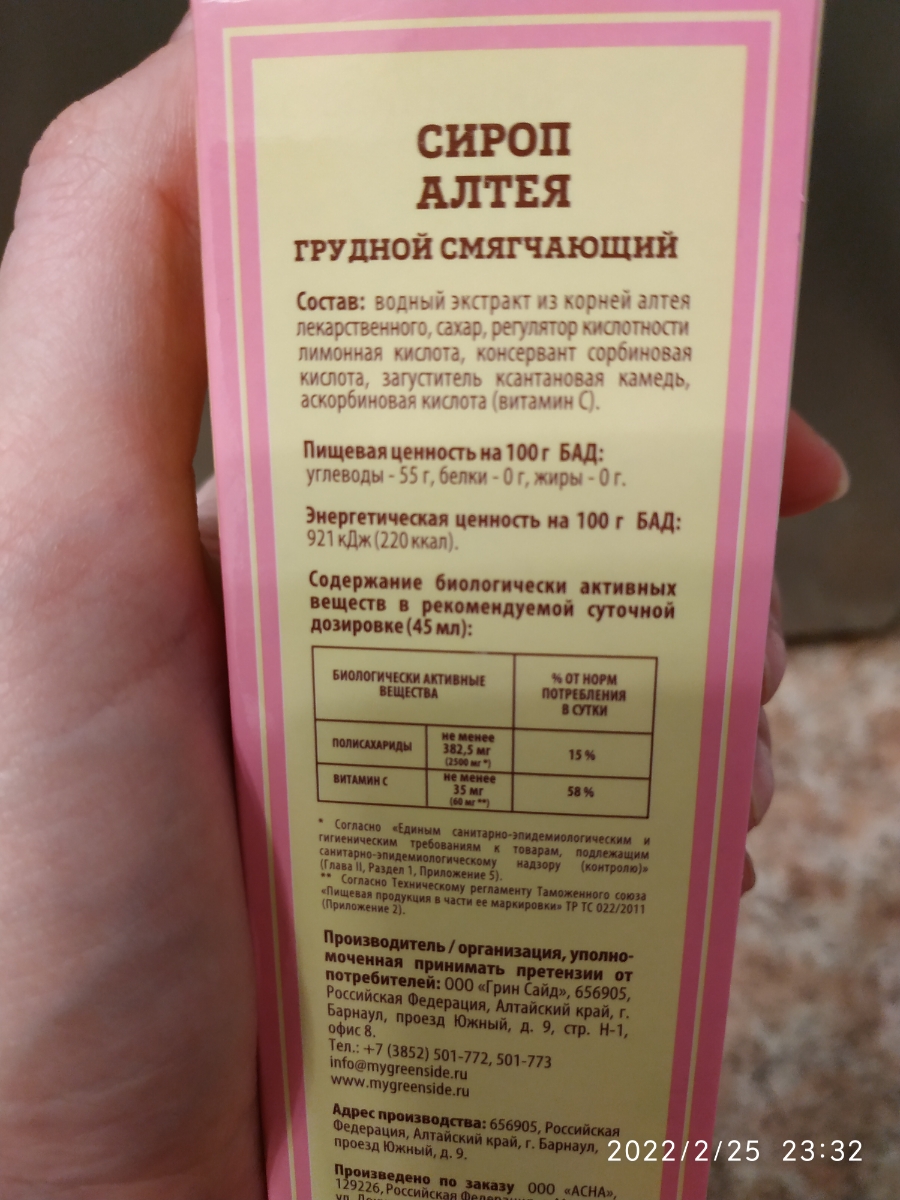 СИРОП
АЛТЕЯ
ГРУДНОЙ СМЯГЧАЮЩИЙ
Состав: водный экстракт из корней алтея
лекарственного, сахар, регулятор кислотности
лимонная кислота, консервант сорбиновая
кислота, загуститель ксантановая камедь,
аскорбиновая кислота (витамин С).
Пищевая ценность на 100 г БАД:
углеводы - 55 г, белки - 0 г, жиры - 0 г.
Энергетическая ценность на 100 г БАД:
921 кДж (220 ккал).
Содержание биологически активных
веществ в рекомендуемой суточной
дозировке (45 мл):
БИОЛОГИЧЕСКИ АКТИВНЫЕ
ВЕЩЕСТВА
% ОТ НОРМ
ПОТРЕБЛЕНИЯ
В СУТКИ
ПОЛИСАХАРИДЫ
не менее
382,5 мг
(2500 мг *)
15 %
ВИТАМИН С
не менее
35 мг
(60 мг **)
58 %
* Согласно «Единым санитарно-эпидемиологическим и
гигиеническим требованиям к товарам, подлежащим
санитарно-эпидемиологическому надзору (контролю)»
(Глава II, Раздел 1, Приложение 5).
** Согласно Техническому регламенту Таможенного союза
«Пищевая продукция в части ее маркировки» ТР ТС 022/2011
(Приложение 2).
Производитель / организация, уполно-
моченная принимать претензии от
потребителей: ООО «Грин Сайд», 656905,
Российская Федерация, Алтайский край, г.
Барнаул, проезд Южный, д. 9, стр. Н-1,
офис 8.
Тел.: +7 (3852) 501-772, 501-773
info@mygreenside.ru
www.mygreenside.ru
Адрес производства: 656905, Российская
Федерация, Алтайский край, г. Барнаул,
проезд Южный, д. 9.
Произведено по заказу ООО «АСНА»,
129226, Российская
2022/2/25 23:32